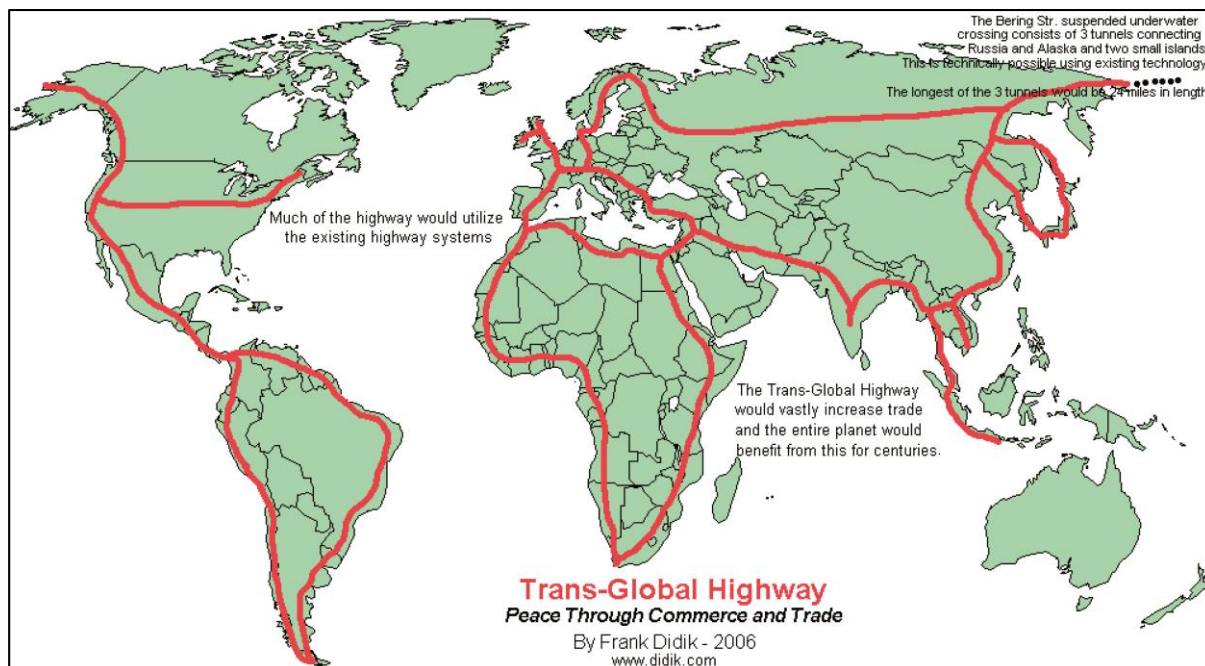 The Bering Str. suspended underwater
crossing consists of 3 tunnels connecting
Russia and Alaska and two small islands
This is technically possible using existing technology
The longest of the 3 tunnels would be 24 miles in length
Much of the highway would utilize
the existing highway systems
The Trans-Global Highway
would vastly increase trade
and the entire planet would
benefit from this for centuries.
Trans-Global Highway
Peace Through Commerce and Trade
By Frank Didik - 2006
www.didik.com